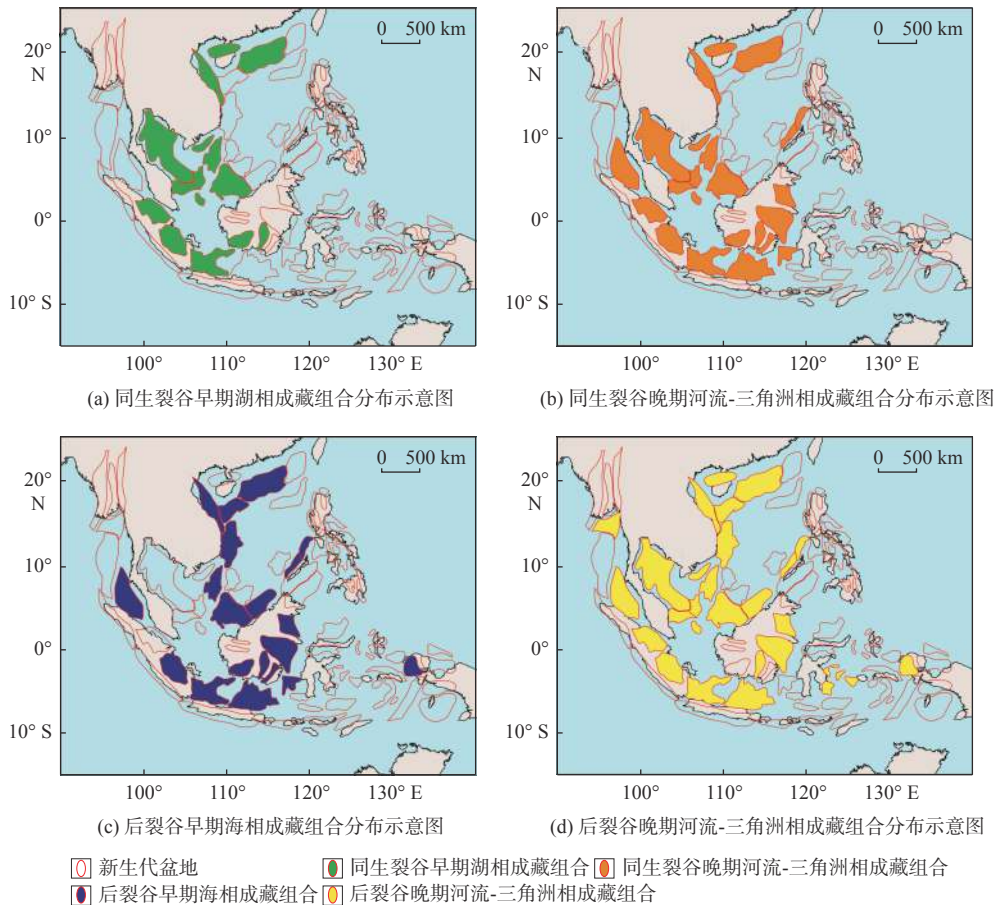 0 500 km
0 500 km
20°
N
10°
0°
10° S
20°
N
10°
0°
10° S
100° 110° 120° 130° E
100° 110° 120° 130° E
(a) 同生裂谷早期湖相成藏组合分布示意图
(b) 同生裂谷晚期河流-三角洲相成藏组合分布示意图
0 500 km
0 500 km
20°
N
10°
0°
10° S
20°
N
10°
0°
10° S
100° 110° 120° 130° E
100° 110° 120° 130° E
(c) 后裂谷早期海相成藏组合分布示意图
(d) 后裂谷晚期河流-三角洲相成藏组合分布示意图
新生代盆地 同生裂谷早期湖相成藏组合 同生裂谷晚期河流-三角洲相成藏组合
后裂谷早期海相成藏组合 后裂谷晚期河流-三角洲相成藏组合